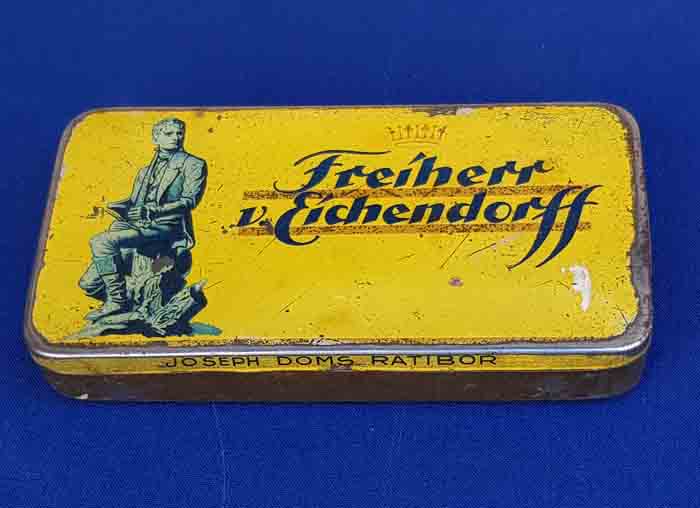 Freiherr
v. Eichendorff
JOSEPH DOMS RATIBOR